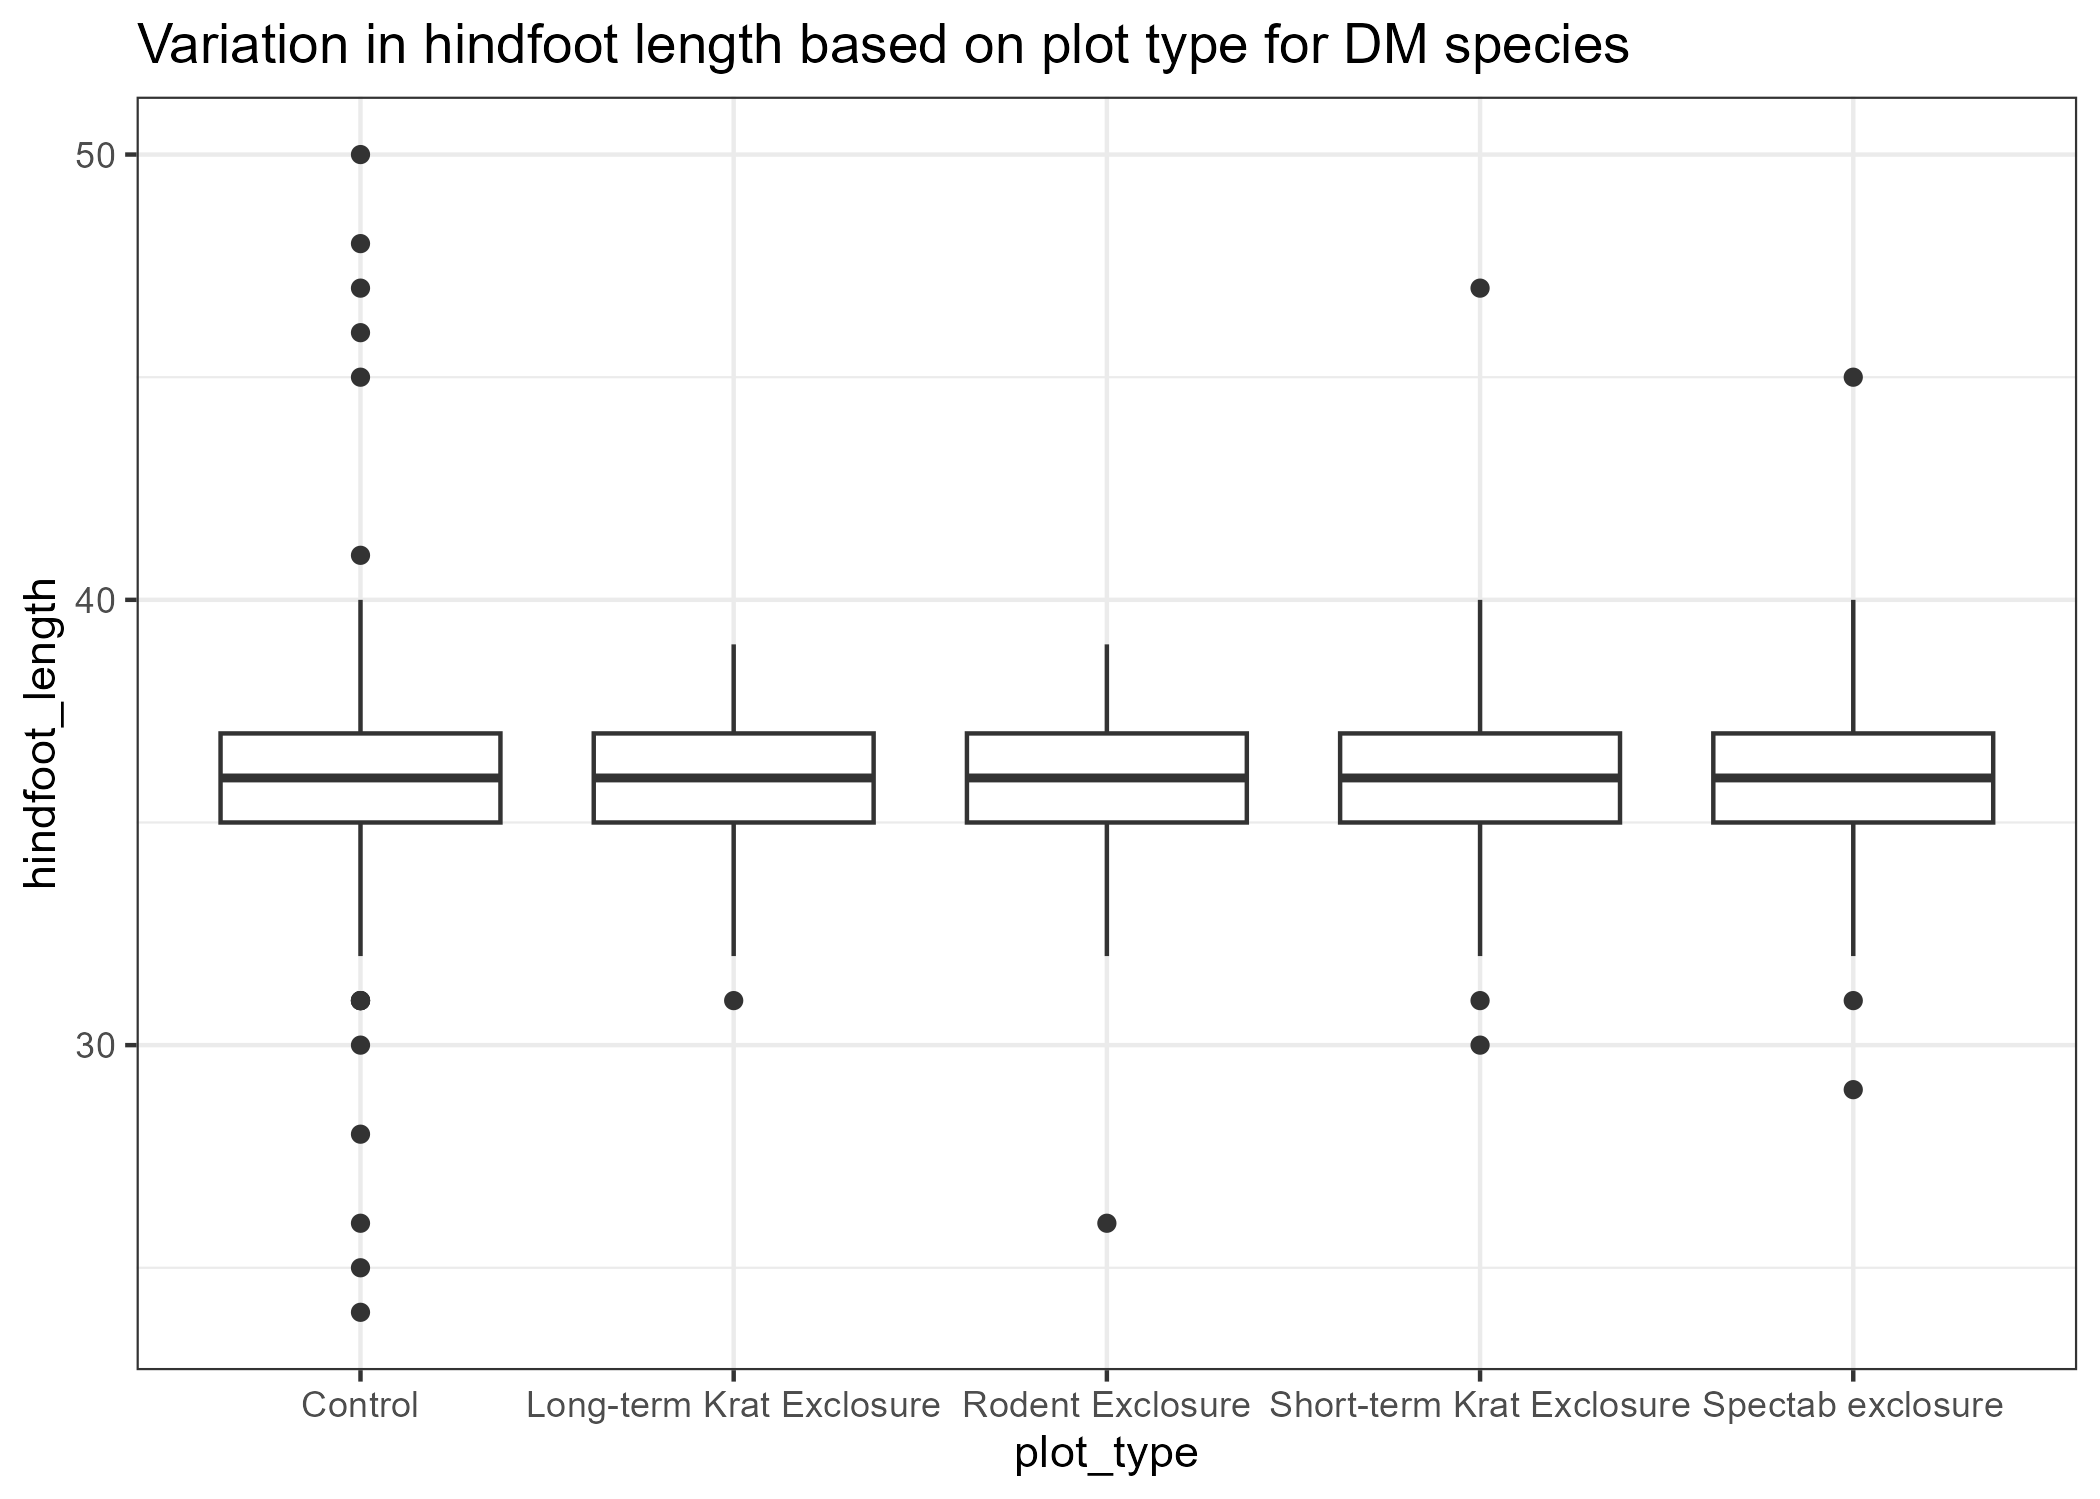 Variation in hindfoot length based on plot type for DM species
50
40
30
hindfoot_length
Control Long-term Krat Exclosure Rodent Exclosure Short-term Krat Exclosure Spectab exclosure
plot_type